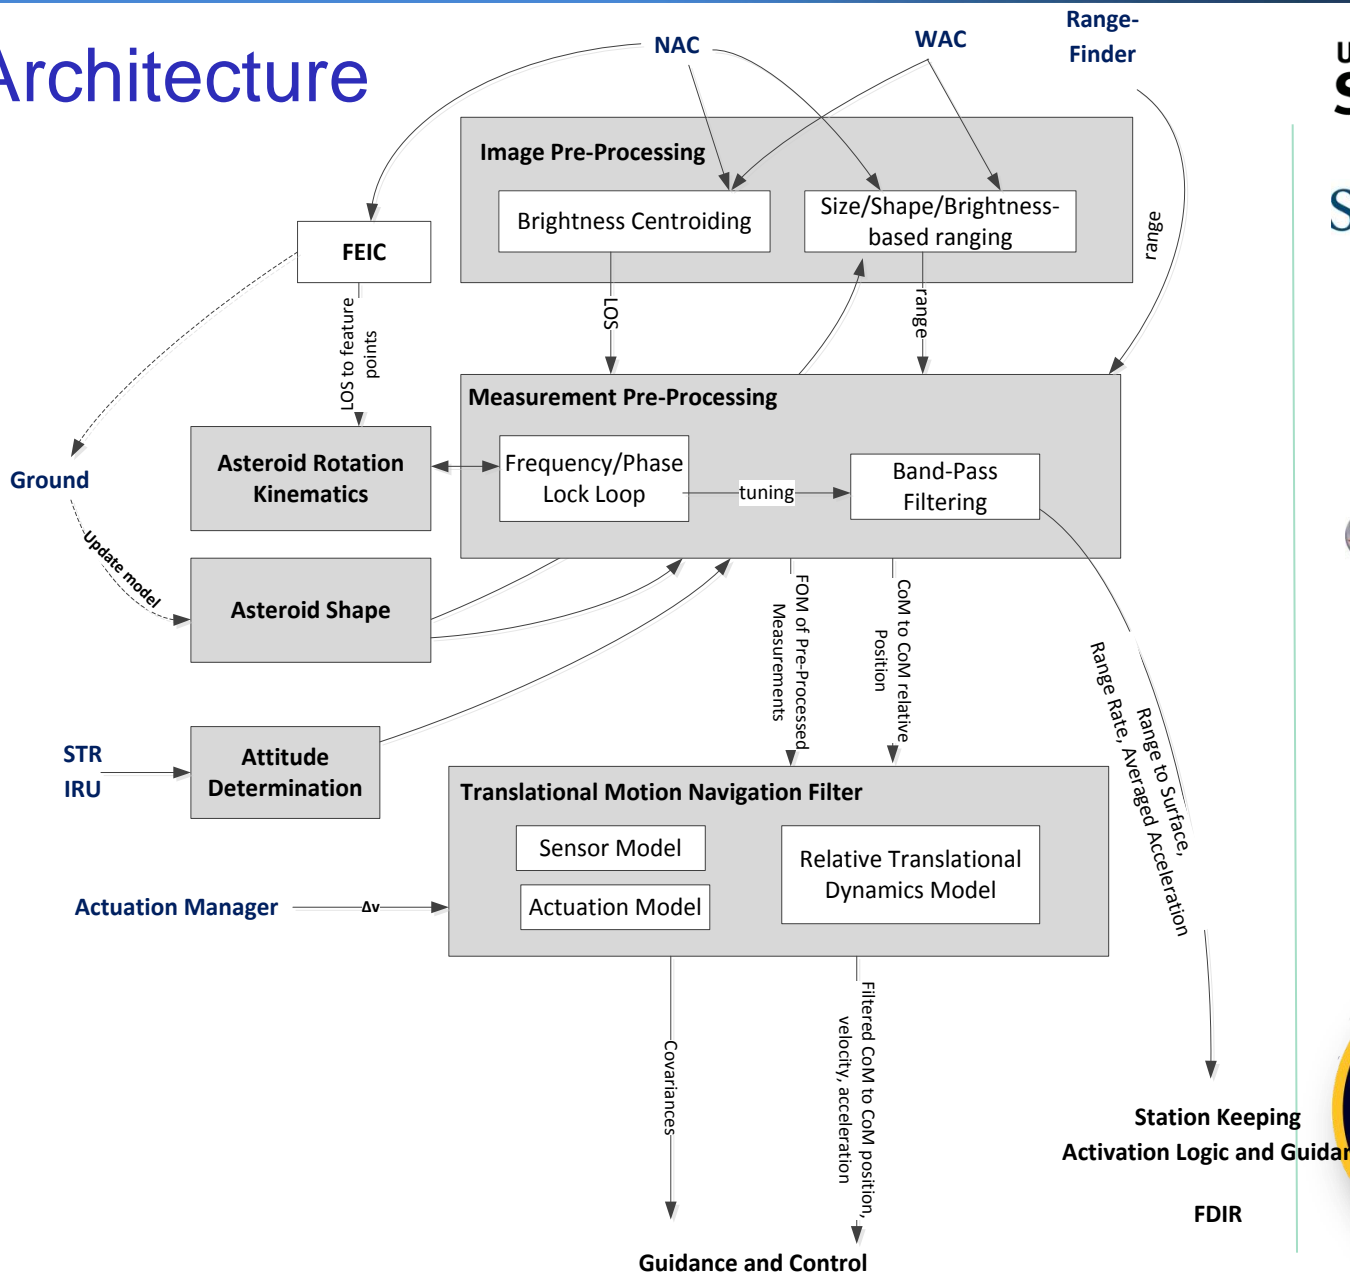 Architecture
NAC
WAC
Range-
Finder
Image Pre-Processing
Brightness Centroiding
Size/Shape/Brightness-
based ranging
range
FEIC
LOS to feature
points
LOS
range
Measurement Pre-Processing
Frequency/Phase
Lock Loop
tuning
Band-Pass
Filtering
Asteroid Rotation
Kinematics
Ground
Update model
Asteroid Shape
FOM of Pre-Processed
Measurements
CoM to CoM relative
Position
Range to Surface,
Range Rate, Averaged Acceleration
STR
IRU
Attitude
Determination
Translational Motion Navigation Filter
Sensor Model
Actuation Model
Relative Translational
Dynamics Model
Actuation Manager
Δv
Covariances
Filtered CoM to CoM position,
velocity, acceleration
Station Keeping
Activation Logic and Guidan
FDIR
Guidance and Control